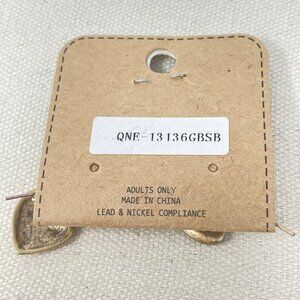 QNE-13136GBSB
ADULTS ONLY
MADE IN CHINA
LEAD & NICKEL COMPLIANCE